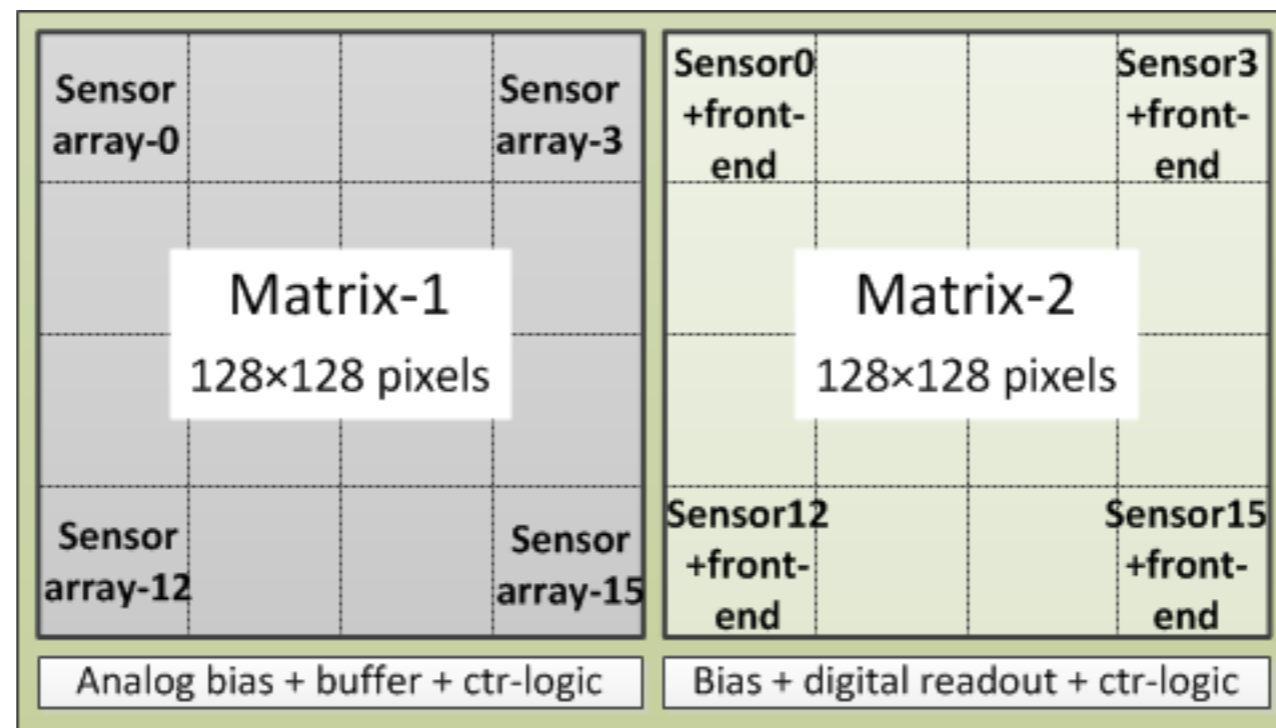 Sensor
array-0
Sensor
array-3
Matrix-1
128×128 pixels
Sensor
array-12
Sensor
array-15
Analog bias + buffer + ctr-logic
Sensor0
+front-
end
Sensor3
+front-
end
Matrix-2
128×128 pixels
Sensor12
+front-
end
Sensor15
+front-
end
Bias + digital readout + ctr-logic